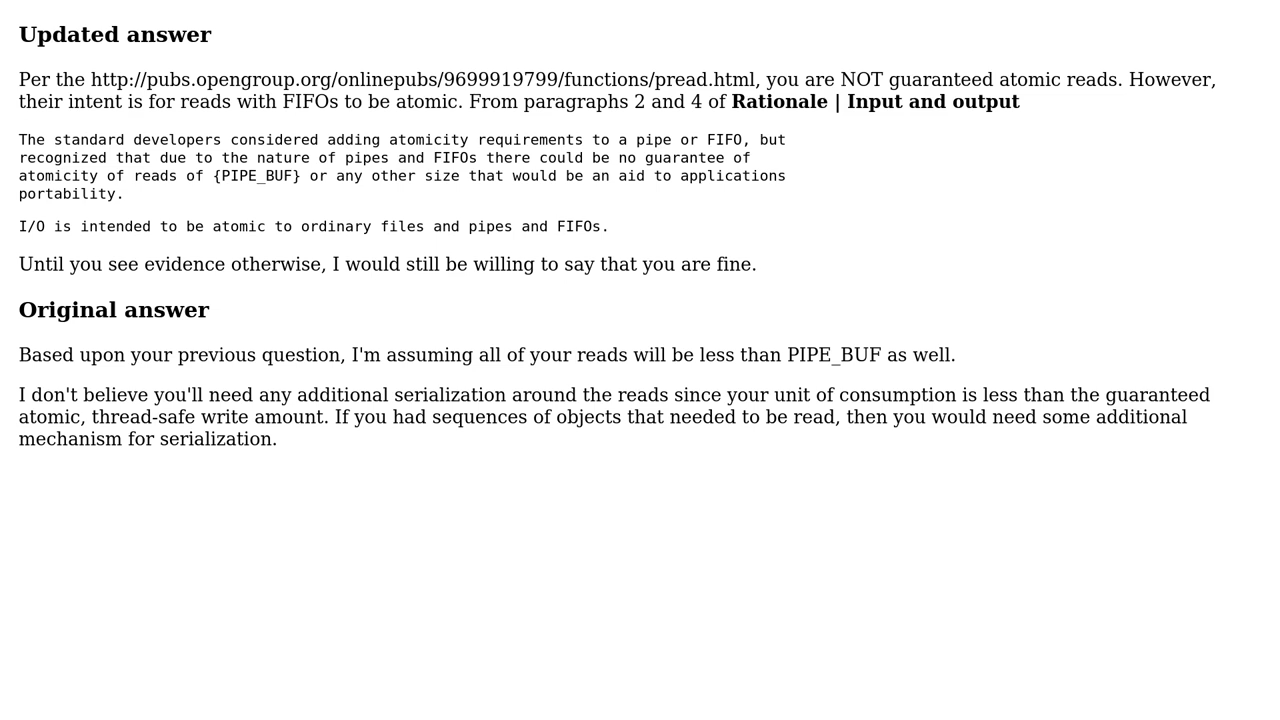 Updated answer
Per the http://pubs.opengroup.org/onlinepubs/9699919799/functions/pread.html, you are NOT guaranteed atomic reads. However,
their intent is for reads with FIFOs to be atomic. From paragraphs 2 and 4 of Rationale | Input and output
The standard developers considered adding atomicity requirements to a pipe or FIFO, but
recognized that due to the nature of pipes and FIFOs there could be no guarantee of
atomicity of reads of {PIPE_BUF} or any other size that would be an aid to applications
portability.
I/O is intended to be atomic to ordinary files and pipes and FIFOs.
Until you see evidence otherwise, I would still be willing to say that you are fine.
Original answer
Based upon your previous question, I'm assuming all of your reads will be less than PIPE_BUF as well.
I don't believe you'll need any additional serialization around the reads since your unit of consumption is less than the guaranteed
atomic, thread-safe write amount. If you had sequences of objects that needed to be read, then you would need some additional
mechanism for serialization.